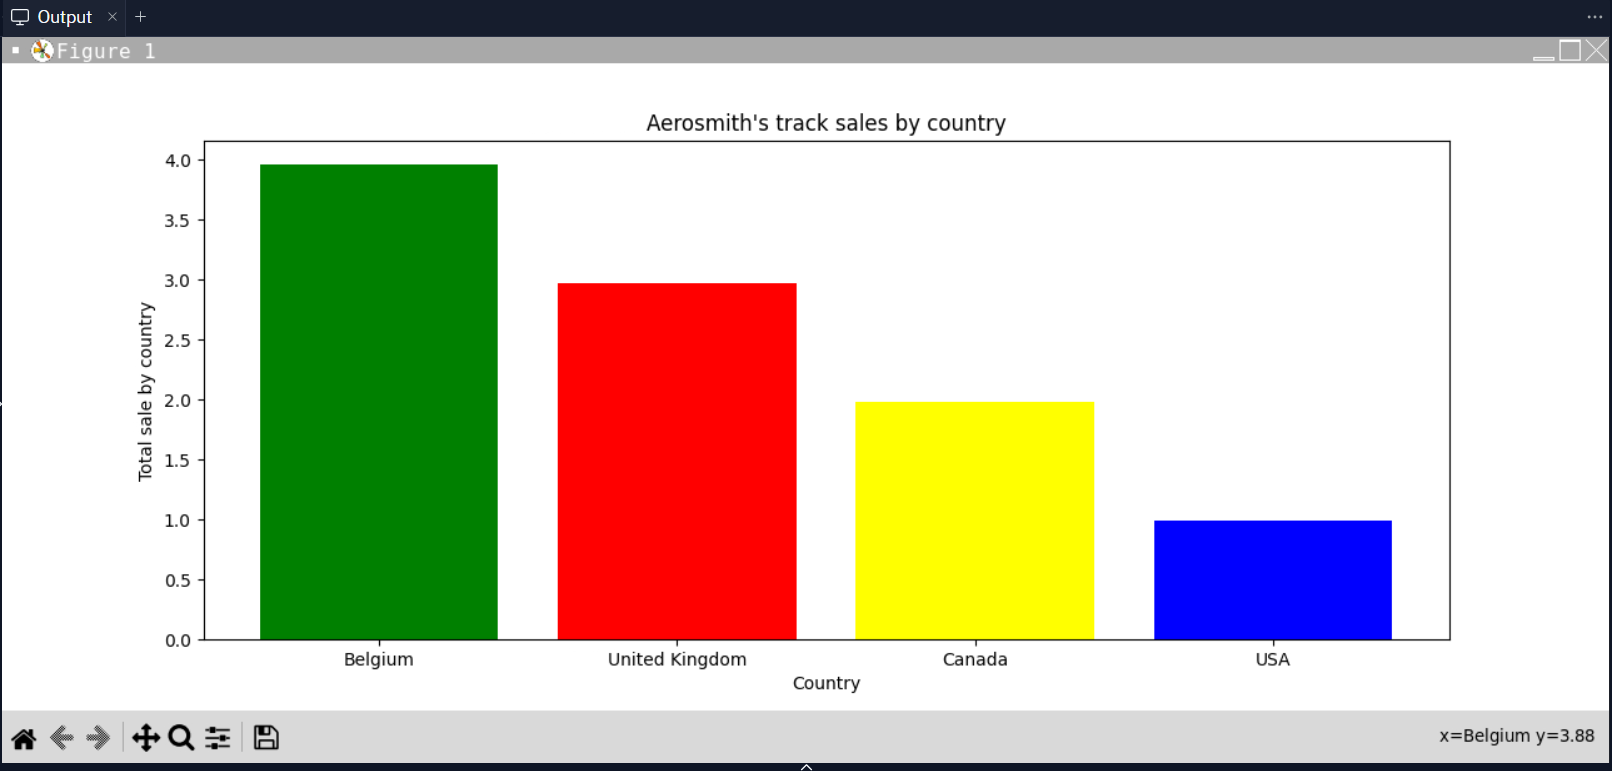 Output
Figure 1
Aerosmith's track sales by country
4.0
3.5
3.0
2.5
2.0
1.5
1.0
0.5
0.0
Total sale by country
Belgium United Kingdom Canada USA
Country
x=Belgium y=3.88